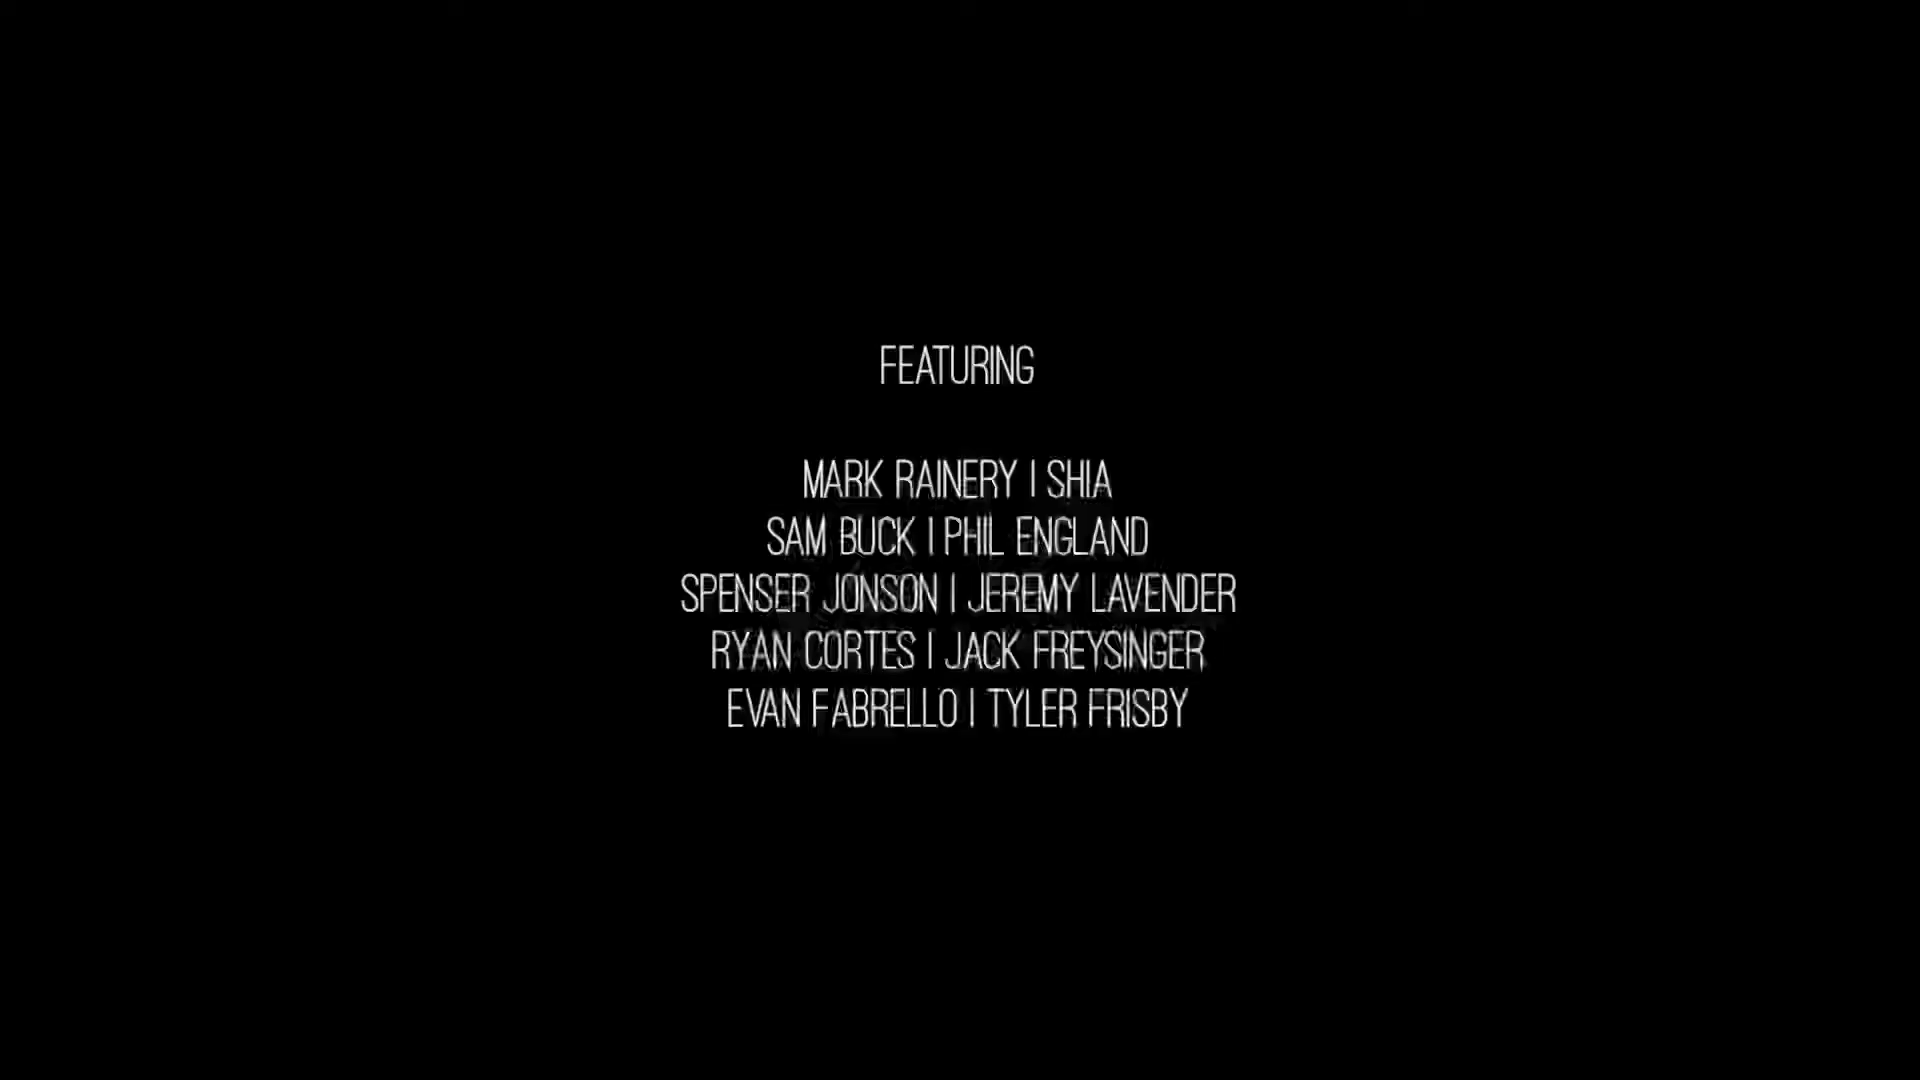 FEATURING
MARK RAINERY | SHIA
SAM BUCK | PHIL ENGLAND
SPENSER JONSON | JEREMY LAVENDER
RYAN CORTES | JACK FREYSINGER
EVAN FABRELLO | TYLER FRISBY